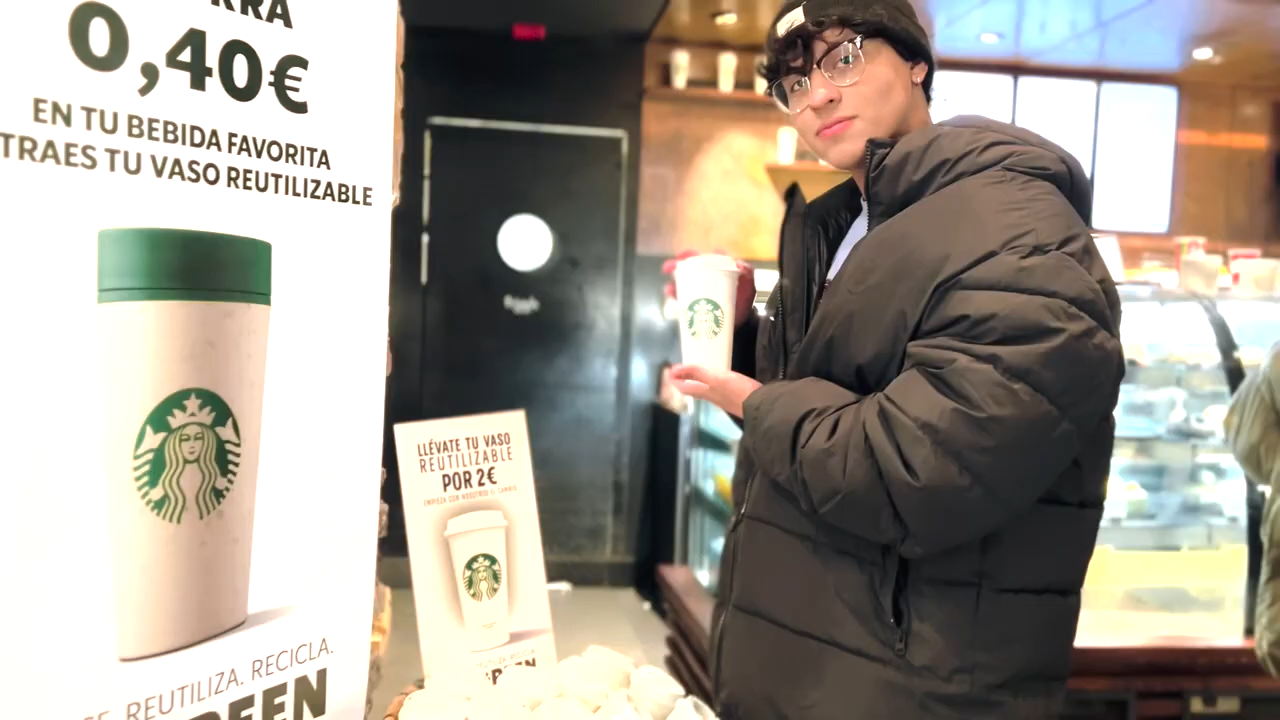 0,40€
EN TU BEBIDA FAVORITA
TRAES TU VASO REUTILIZABLE
REUTILIZA. RECICLA.
LLÉVATE TU VASO
REUTILIZABLE
POR 2€
EMPIEZA CON NOSOTROS EL CAMBIO